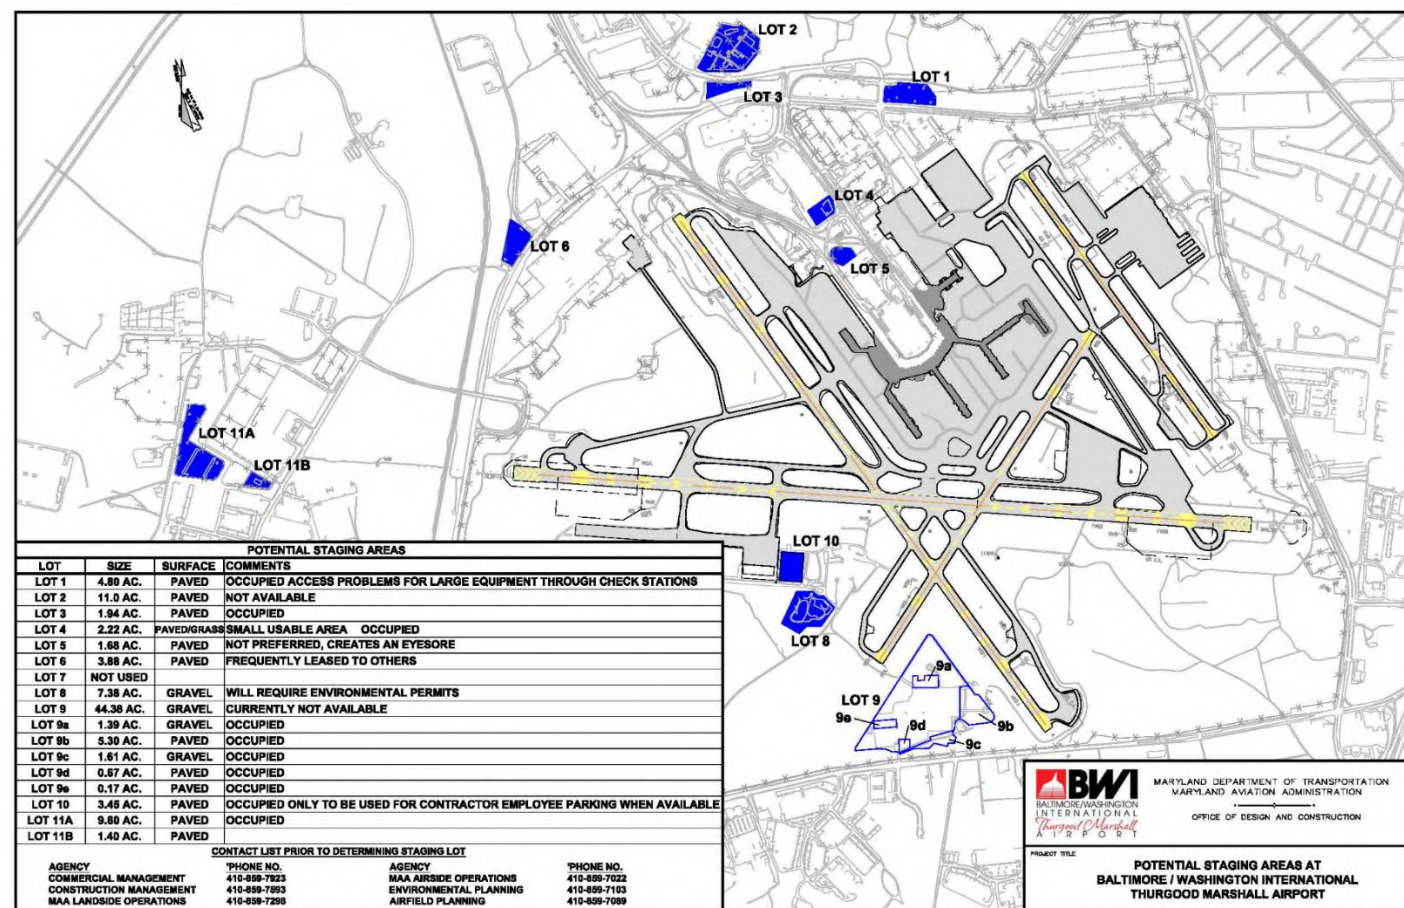 LOT 2
LOT 1
LOT 3
LOT 4
LOT 6
LOT 5
LOT 11A
LOT 11B
LOT 10
LOT 8
9a
LOT 9
9e
9d
9b
9c
POTENTIAL STAGING AREAS
LOT SIZE SURFACE COMMENTS
LOT 1 4.80 AC. PAVED OCCUPIED ACCESS PROBLEMS FOR LARGE EQUIPMENT THROUGH CHECK STATIONS
LOT 2 11.0 AC. PAVED NOT AVAILABLE
LOT 3 1.94 AC. PAVED OCCUPIED
LOT 4 2.22 AC. PAVED/GRASS SMALL USABLE AREA OCCUPIED
LOT 5 1.68 AC. PAVED NOT PREFERRED, CREATES AN EYESORE
LOT 6 3.88 AC. PAVED FREQUENTLY LEASED TO OTHERS
LOT 7 NOT USED
LOT 8 7.38 AC. GRAVEL WILL REQUIRE ENVIRONMENTAL PERMITS
LOT 9 44.38 AC. GRAVEL CURRENTLY NOT AVAILABLE
LOT 9a 1.39 AC. GRAVEL OCCUPIED
LOT 9b 5.30 AC. PAVED OCCUPIED
LOT 9c 1.61 AC. GRAVEL OCCUPIED
LOT 9d 0.67 AC. PAVED OCCUPIED
LOT 9e 0.17 AC. PAVED OCCUPIED
LOT 10 3.45 AC. PAVED OCCUPIED ONLY TO BE USED FOR CONTRACTOR EMPLOYEE PARKING WHEN AVAILABLE
LOT 11A 9.60 AC. PAVED OCCUPIED
LOT 11B 1.40 AC. PAVED
CONTACT LIST PRIOR TO DETERMINING STAGING LOT
AGENCY 'PHONE NO. AGENCY 'PHONE NO.
COMMERCIAL MANAGEMENT 410-859-7923 MAA AIRSIDE OPERATIONS 410-859-7022
CONSTRUCTION MANAGEMENT 410-859-7593 ENVIRONMENTAL PLANNING 410-859-7103
MAA LANDSIDE OPERATIONS 410-859-7298 AIRFIELD PLANNING 410-859-7089
BWI
BALTIMORE/WASHINGTON
INTERNATIONAL
Thurgood Marshall
AIRPORT
MARYLAND DEPARTMENT OF TRANSPORTATION
MARYLAND AVIATION ADMINISTRATION
OFFICE OF DESIGN AND CONSTRUCTION
PROJECT TITLE
POTENTIAL STAGING AREAS AT
BALTIMORE / WASHINGTON INTERNATIONAL
THURGOOD MARSHALL AIRPORT